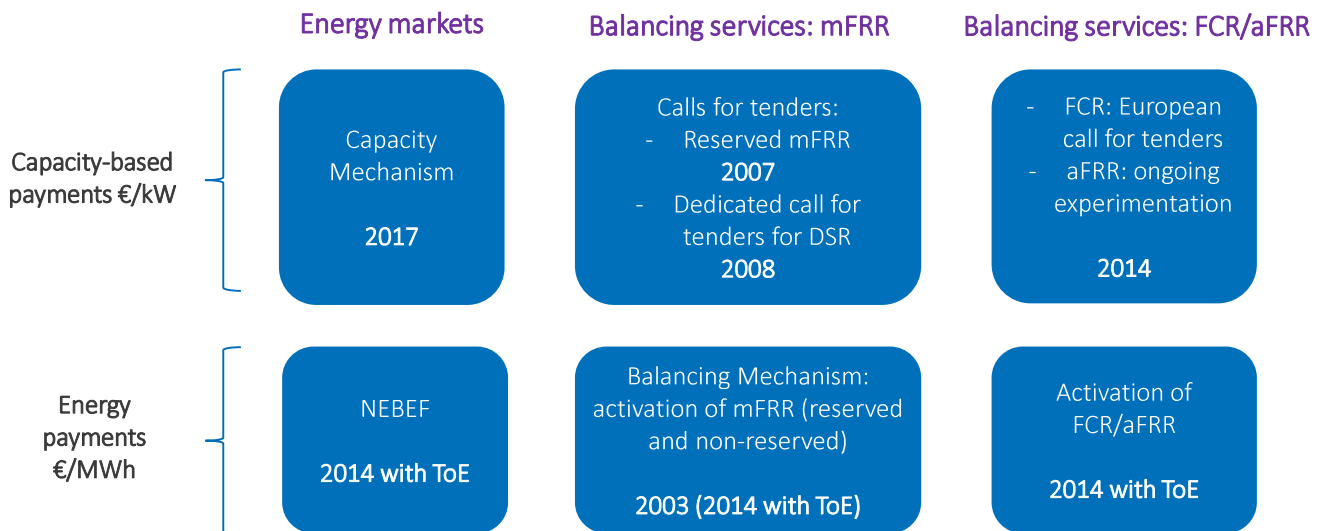 Energy markets
Balancing services: mFRR
Balancing services: FCR/aFRR
Capacity-based
payments €/kW
Capacity
Mechanism
2017
Calls for tenders:
- Reserved mFRR
2007
- Dedicated call for
tenders for DSR
2008
- FCR: European
call for tenders
- aFRR: ongoing
experimentation
2014
Energy
payments
€/MWh
NEBEF
2014 with ToE
Balancing Mechanism:
activation of mFRR (reserved
and non-reserved)
2003 (2014 with ToE)
Activation of
FCR/aFRR
2014 with ToE